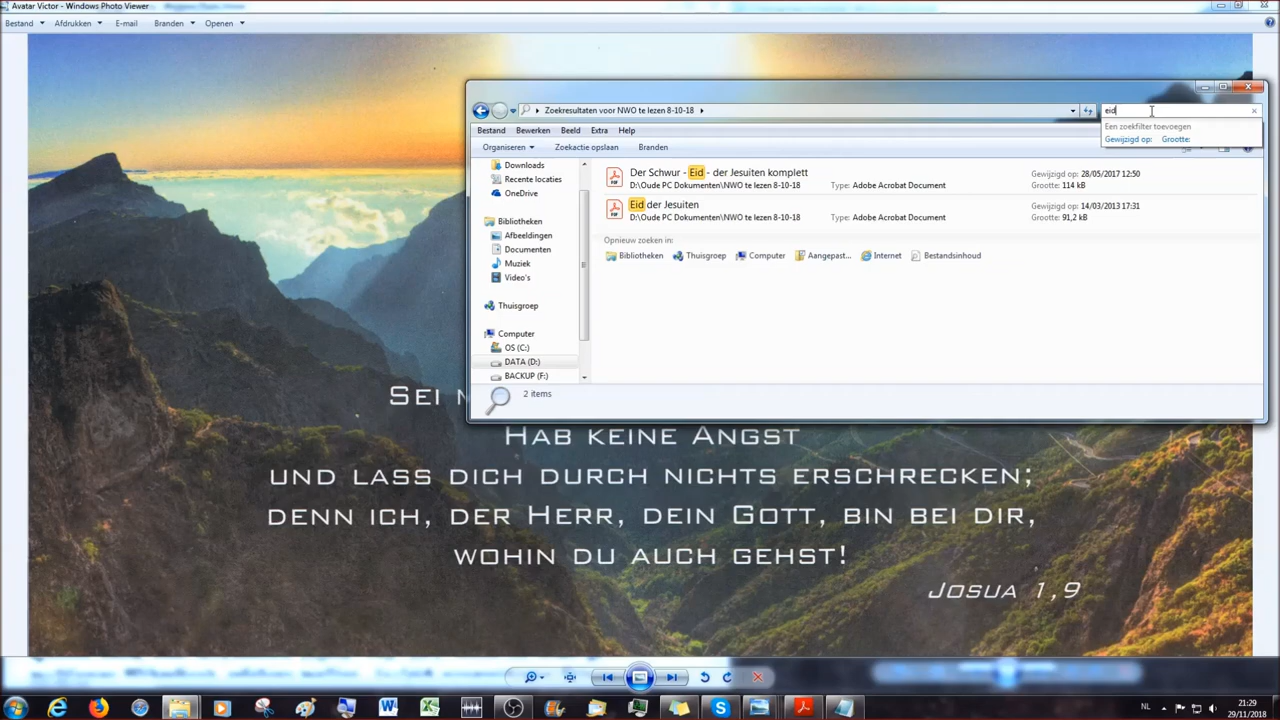 Avatar Victor - Windows Photo Viewer
Bestand Afdrukken E-mail Branden Openen
Zoekresultaten voor NWO te lezen 8-10-18
eid
Een zoekfilter toevoegen
Gewijzigd op: Grootte:
Bestand Bewerken Beeld Extra Help
Organiseren Zoekactie opslaan Branden
Downloads
Recente locaties
OneDrive
Bibliotheken
Afbeeldingen
Documenten
Muziek
Video's
Thuisgroep
Computer
OS (C:)
DATA (D:)
BACKUP (F:)
Der Schwur - Eid - der Jesuiten komplett
D:\Oude PC Dokumenten\NWO te lezen 8-10-18
Type: Adobe Acrobat Document
Gewijzigd op: 28/05/2017 12:50
Grootte: 114 kB
Eid der Jesuiten
D:\Oude PC Dokumenten\NWO te lezen 8-10-18
Type: Adobe Acrobat Document
Gewijzigd op: 14/03/2013 17:31
Grootte: 91,2 kB
Opnieuw zoeken in:
Bibliotheken Thuisgroep Computer Aangepast... Internet Bestandsinhoud
2 items
Sei
Hab keine Angst
und lass dich durch nichts erschrecken;
denn ich, der Herr, dein Gott, bin bei dir,
wohin du auch gehst!
Josua 1,9
NL
21:29
29/11/2018